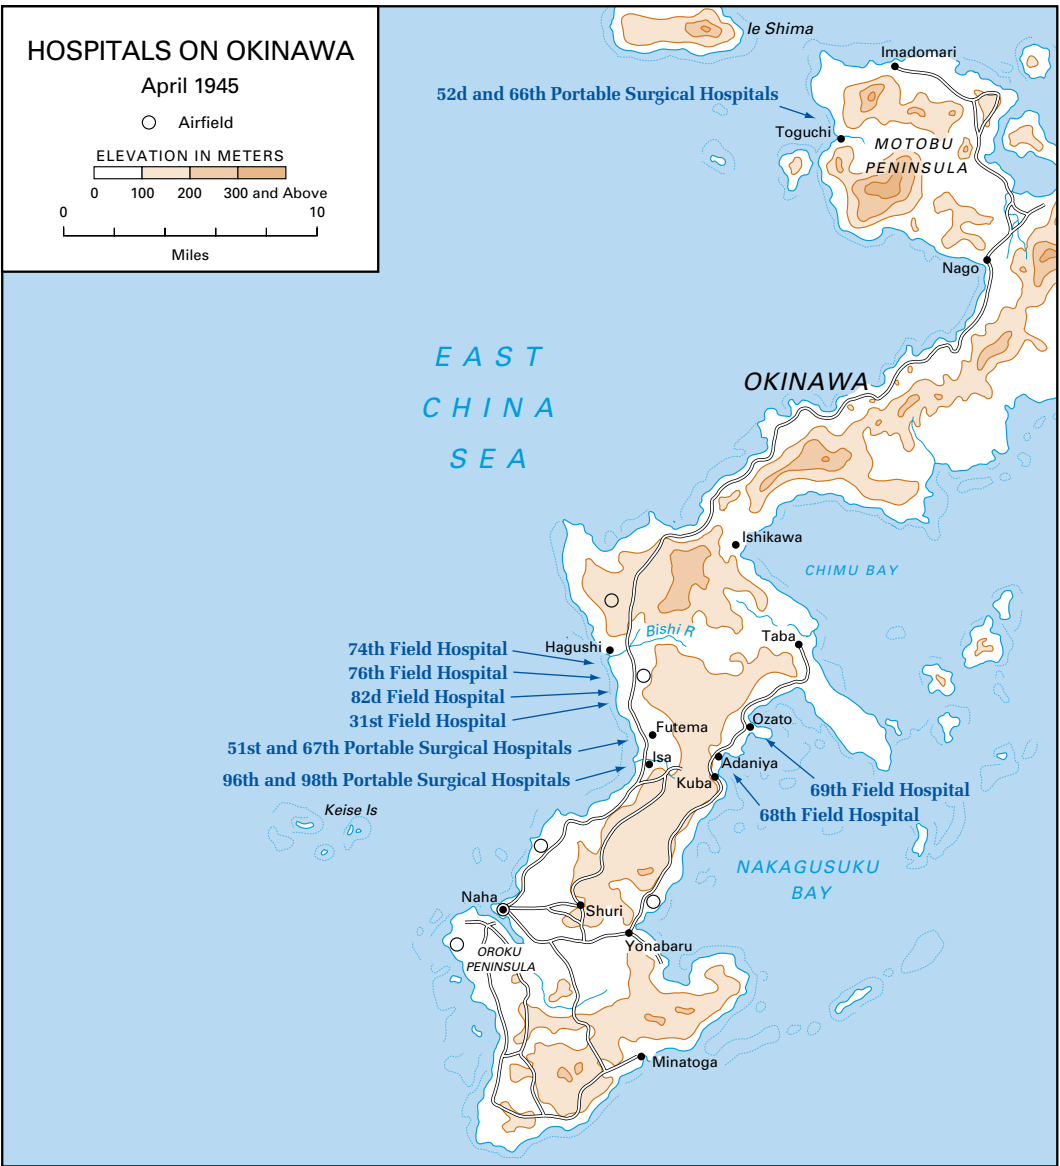 HOSPITALS ON OKINAWA
April 1945
Airfield
ELEVATION IN METERS
0 100 200 300 and Above
0 10
Miles
Ie Shima
Imadomari
52d and 66th Portable Surgical Hospitals
Toguchi
MOTOBU
PENINSULA
Nago
EAST
CHINA
SEA
OKINAWA
Ishikawa
CHIMU BAY
Bishi R
Taba
Hagushi
74th Field Hospital
76th Field Hospital
82d Field Hospital
31st Field Hospital
51st and 67th Portable Surgical Hospitals
96th and 98th Portable Surgical Hospitals
Futema
Isa
Ozato
Adaniya
Kuba
69th Field Hospital
68th Field Hospital
Keise Is
NAKAGUSUKU
BAY
Naha
Shuri
Yonabaru
OROKU
PENINSULA
Minatoga